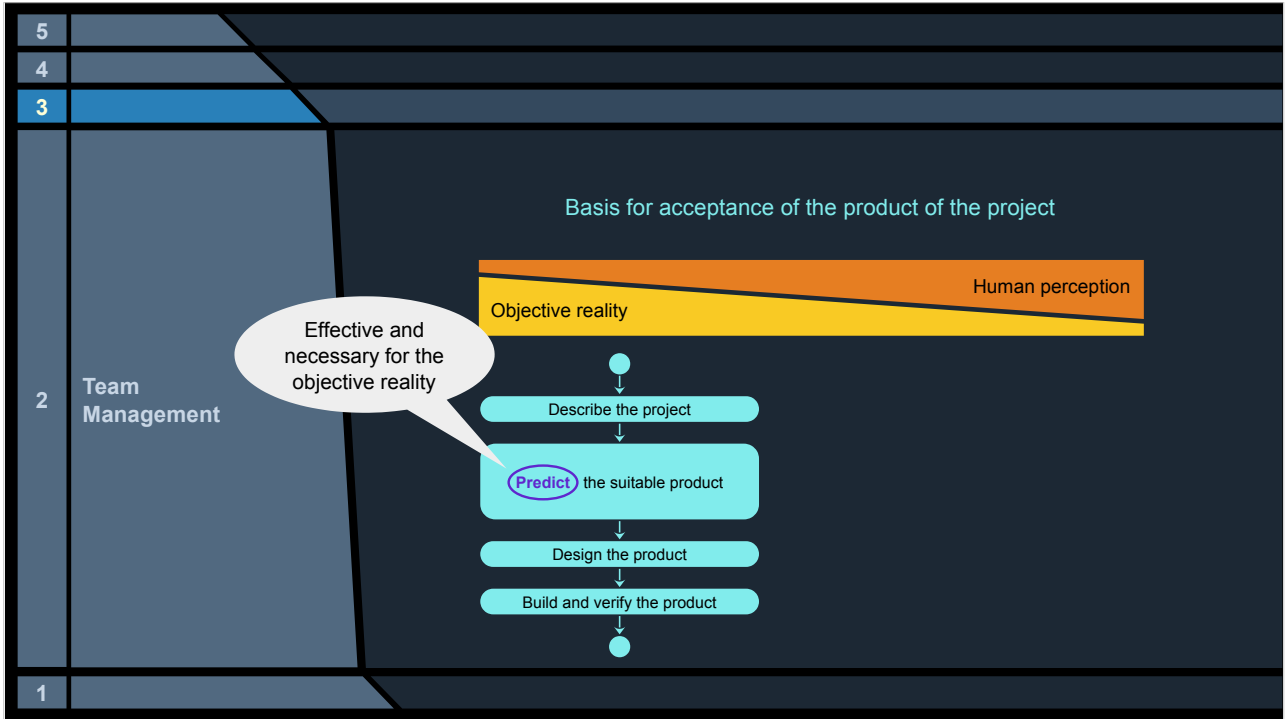 5
4
3
Basis for acceptance of the product of the project
Human perception
Objective reality
Effective and
necessary for the
objective reality
2
Team
Management
Describe the project
Predict the suitable product
Design the product
Build and verify the product
1